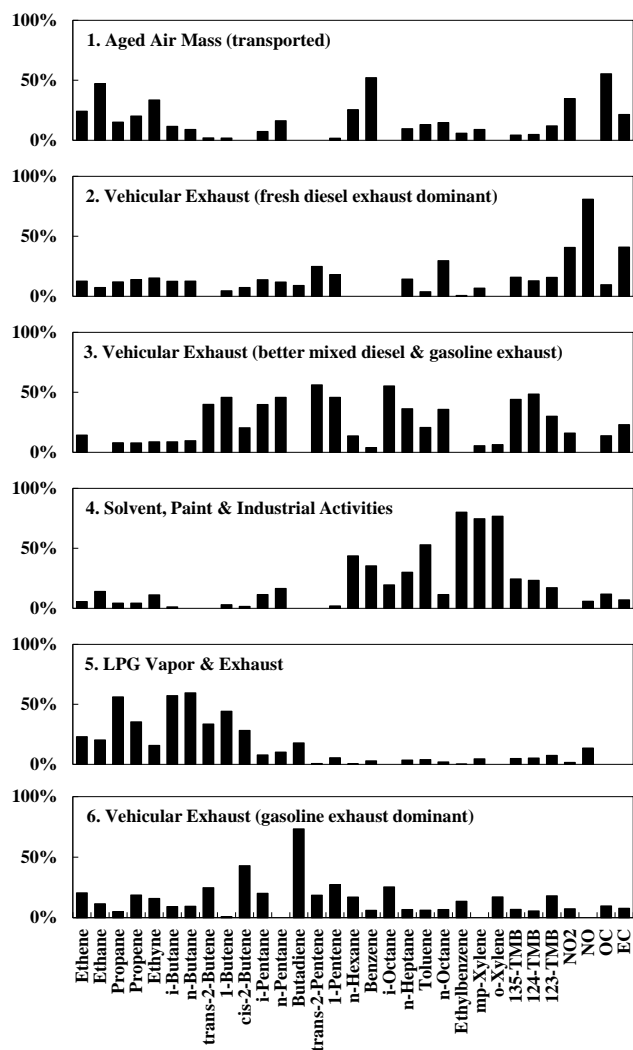 100%
50%
0%
1. Aged Air Mass (transported)
100%
50%
0%
2. Vehicular Exhaust (fresh diesel exhaust dominant)
100%
50%
0%
3. Vehicular Exhaust (better mixed diesel & gasoline exhaust)
100%
50%
0%
4. Solvent, Paint & Industrial Activities
100%
50%
0%
5. LPG Vapor & Exhaust
100%
50%
0%
6. Vehicular Exhaust (gasoline exhaust dominant)
Ethene
Ethane
Propane
Propene
Ethyne
i-Butane
n-Butane
trans-2-Butene
1-Butene
cis-2-Butene
i-Pentane
n-Pentane
Butadiene
trans-2-Pentene
1-Pentene
n-Hexane
Benzene
i-Octane
n-Heptane
Toluene
n-Octane
Ethylbenzene
mp-Xylene
o-Xylene
135-TMB
124-TMB
123-TMB
NO2
NO
OC
EC